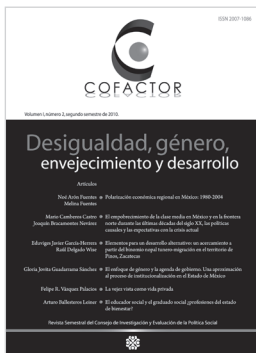 ISSN 2007-1086
COFACTOR
Volumen I, número 2, segundo semestre de 2010.
Desigualdad, género,
envejecimiento y desarrollo
Artículos
Noé Arón Fuentes
Melina Fuentes
Polarización económica regional en México: 1980-2004
Mario Camberos Castro
Joaquín Bracamontes Nevárez
El empobrecimiento de la clase media en México y en la frontera
norte durante las últimas décadas del siglo XX, las políticas
causales y las expectativas con la crisis actual
Edivigen Javier García-Herrera
Raúl Delgado Wise
Elementos para un desarrollo alternativo: un acercamiento a
partir del binomio nopal tunero-migración en el territorio de
Pinos, Zacatecas
Gloria Jovita Guadarrama Sánchez
El enfoque de género y la agenda de gobierno. Una aproximación
al proceso de institucionalización en el Estado de México
Felipe R. Vázquez Palacios
La vejez vista como vida privada
Arturo Ballesteros Leiner
El educador social y el graduado social ¿profesiones del estado
de bienestar?
Revista Semestral del Consejo de Investigación y Evaluación de la Política Social